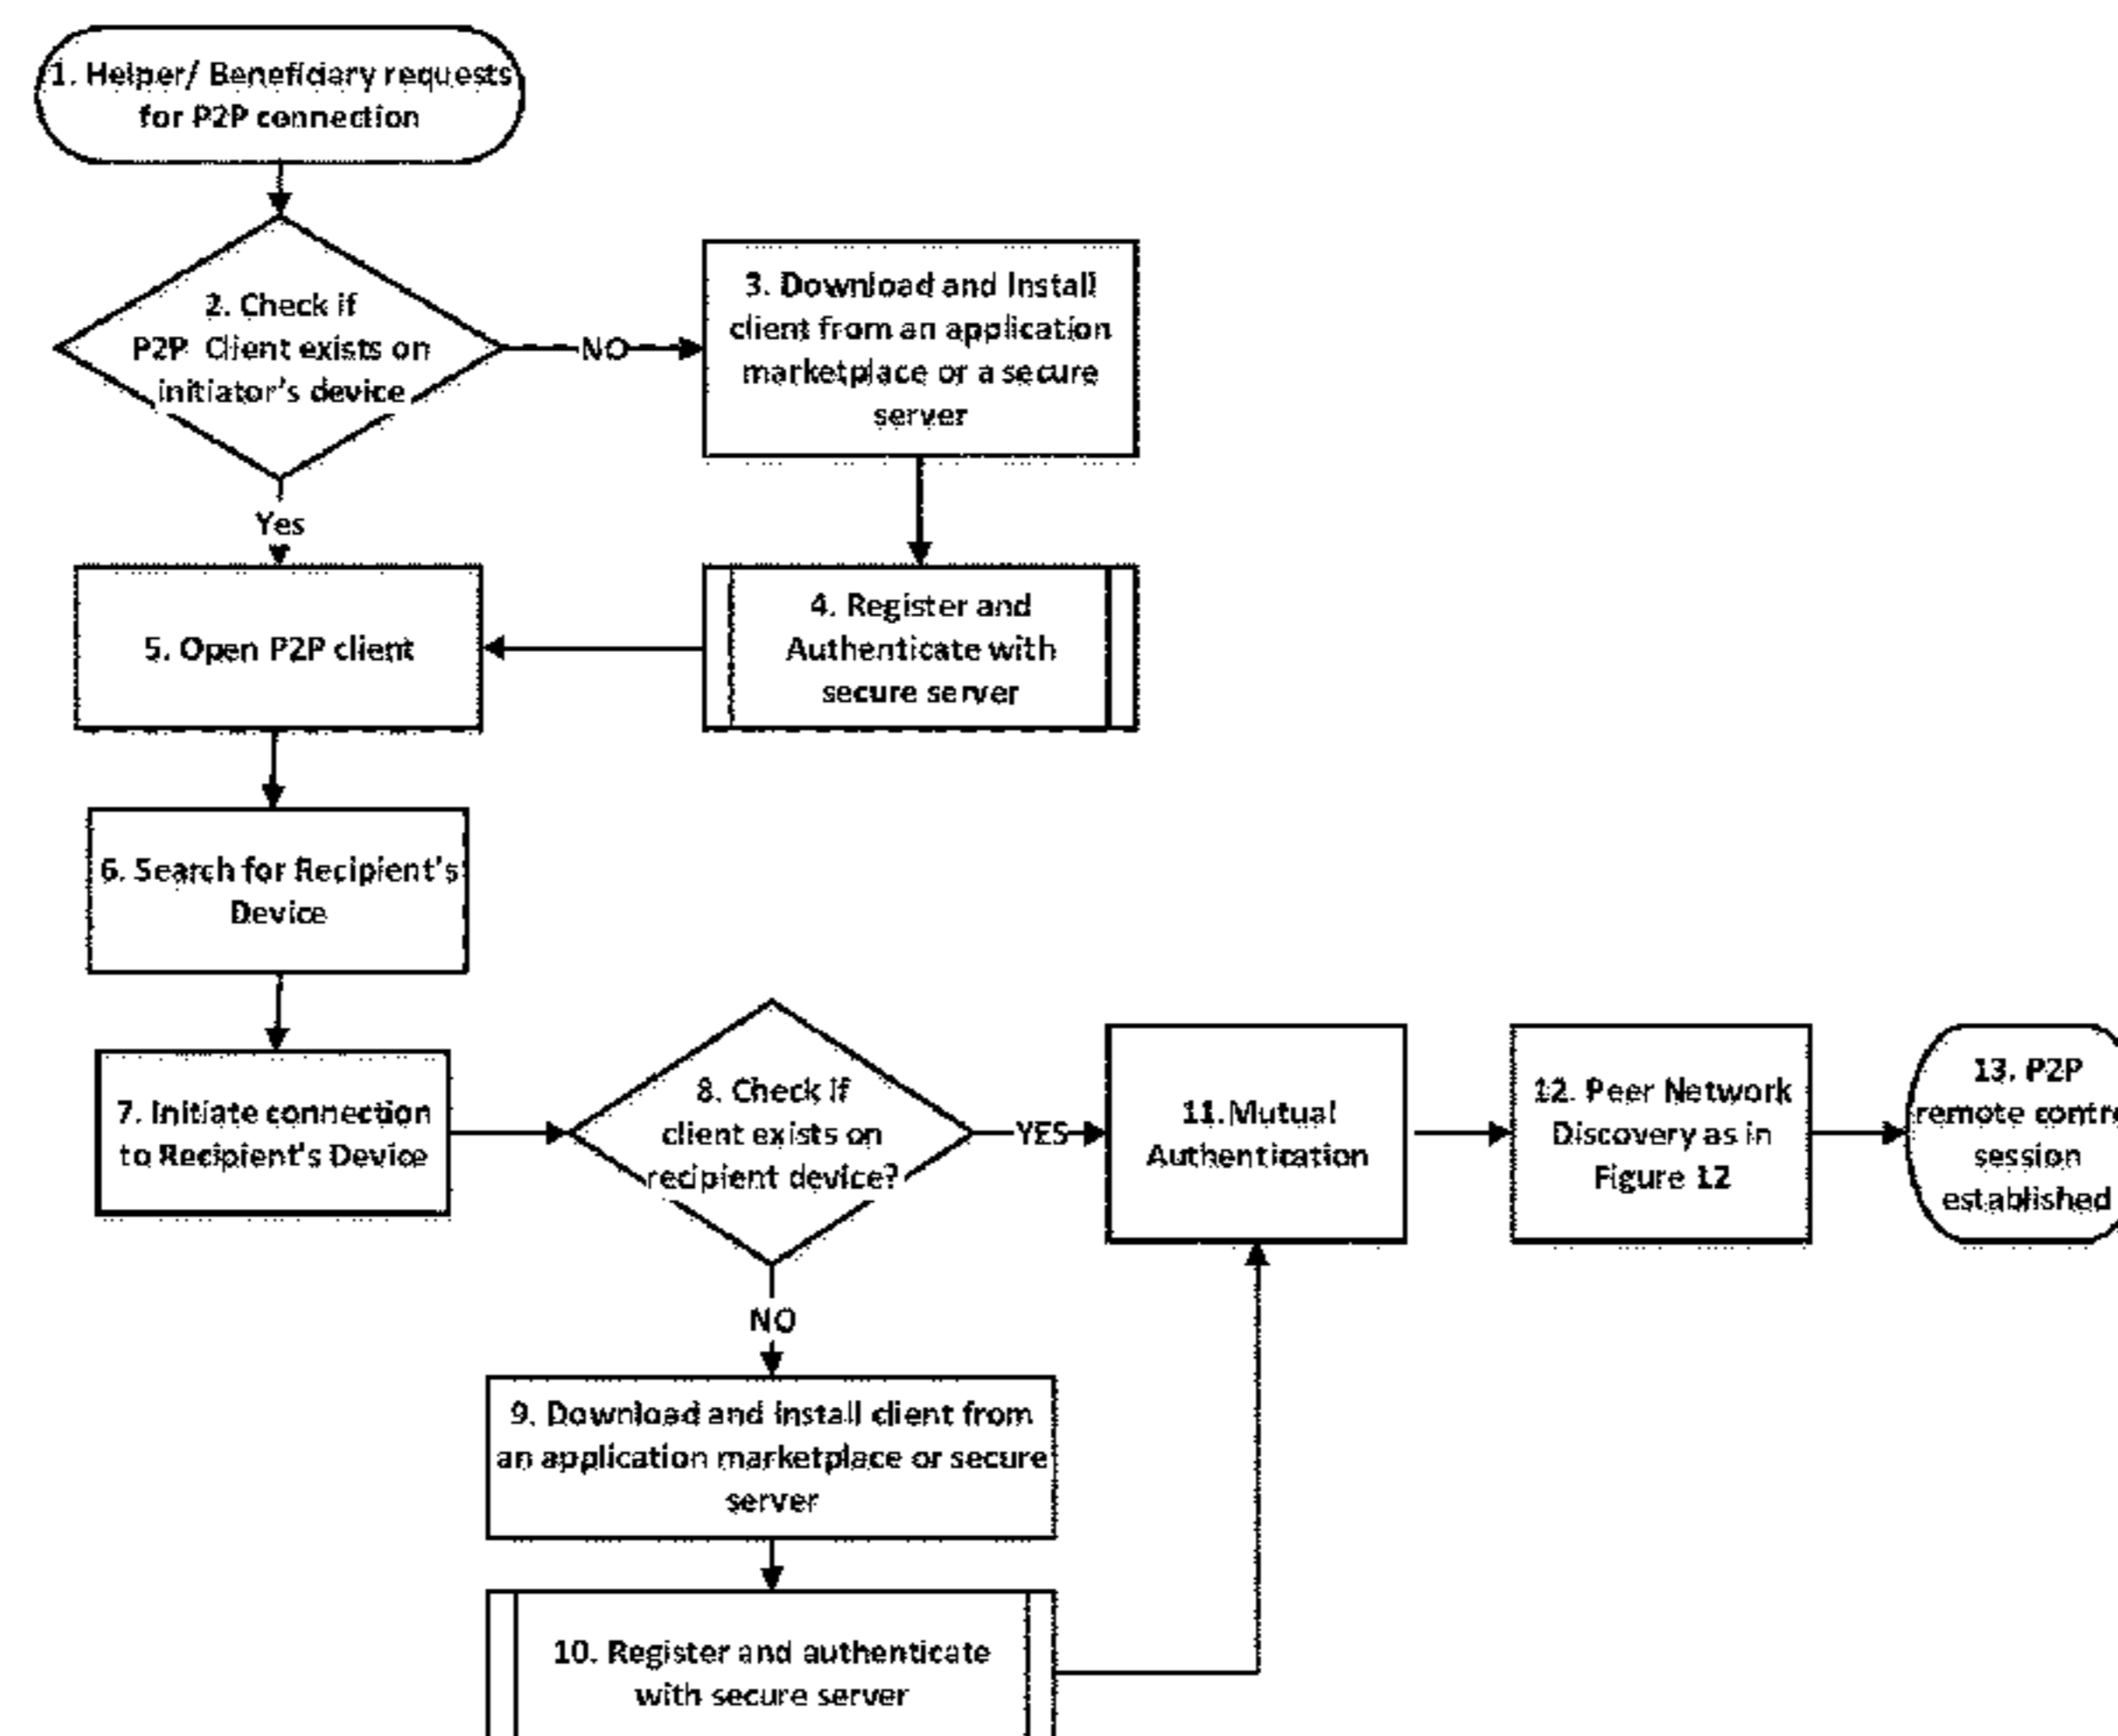 1. Helper/ Beneficiary requests
for P2P connection
2. Check if
P2P Client exists on
initiator's device
NO
3. Download and Install
client from an application
marketplace or a secure
server
Yes
4. Register and
Authenticate with
secure server
5. Open P2P client
6. Search for Recipient's
Device
7. Initiate connection
to Recipient's Device
8. Check if
client exists on
recipient device?
YES
11.Mutual
Authentication
12. Peer Network
Discovery as in
Figure 12
13. P2P
remote contro
session
established
NO
9. Download and install client from
an application marketplace or secure
server
10. Register and authenticate
with secure server